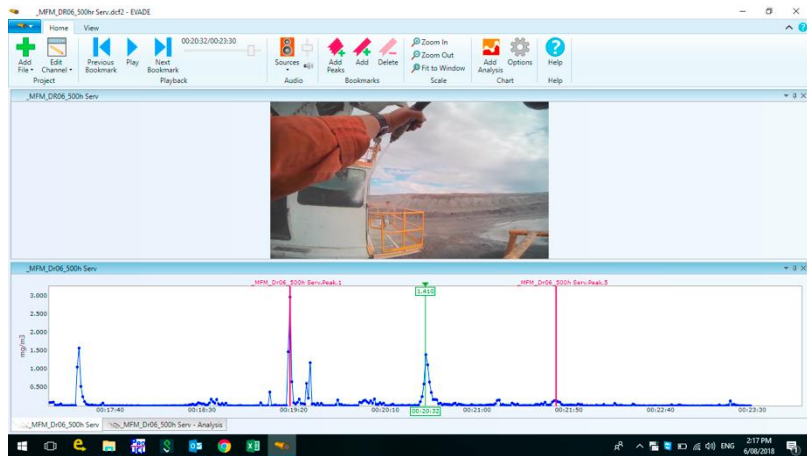 _MFM_DR06_500hr Serv.dcf2 - EVADE
Home View
00:20:32/00:23:30
Add File
Edit Channel
Previous Bookmark
Play
Next Bookmark
Sources
Add Peaks
Add
Delete
Zoom In
Zoom Out
Fit to Window
Add Analysis
Options
Help
Project Playback Audio Bookmarks Scale Chart Help
_MFM_DR06_500h Serv
_MFM_Dr06_500h Serv
_MFM_Dr06_500h Serv.Peak.1 _MFM_Dr06_500h Serv.Peak.5
1.410
3.000
2.500
2.000
1.500
1.000
0.500
mg/m3
00:17:40 00:18:30 00:19:20 00:20:10 00:20:32 00:21:00 00:21:50 00:22:40 00:23:30
_MFM_Dr06_500h Serv _MFM_Dr06_500h Serv - Analysis
ENG
2:17 PM
6/08/2018